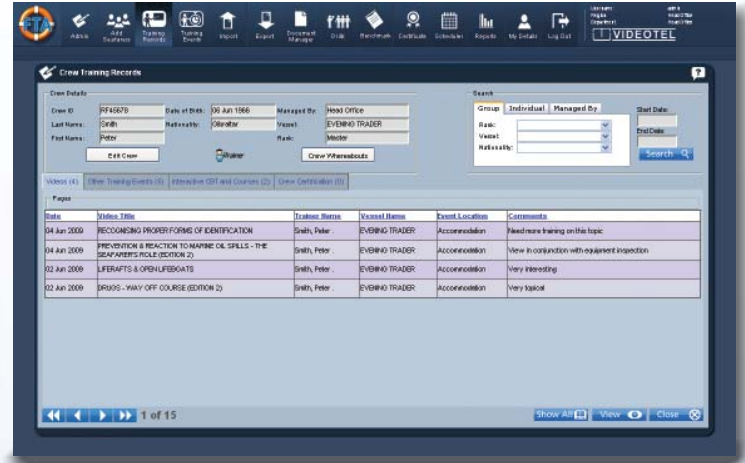 FTA
Admin
Add Seafarers
Training Records
Training Events
Import
Export
Document Manager
Drills
Benchmark
Certificate
Scheduler
Reports
My Details
Log Out
Username:
Region
Department
Head Office
VIDEOTEL
Crew Training Records
?
Crew Details
Crew ID RF45678 Date of Birth: 06 Jun 1966 Managed By: Head Office
Last Name: Smith Nationality: Gibraltar Vessel: EVENING TRADER
First Name: Peter Rank: Master
Edit Crew Trainer Crew Whereabouts
Search
Group Individual Managed By
Rank:
Vessel:
Nationality:
Start Date:
End Date
Search
Videos (4) Other Training Events (5) Interactive CBT and Courses (2) Crew Certification (0)
Pages
Date Video Title Trainer Name Vessel Name Event Location Comments
04 Jun 2009 RECOGNISING PROPER FORMS OF IDENTIFICATION Smith, Peter . EVENING TRADER Accommodation Need more training on this topic
04 Jun 2009 PREVENTION & REACTION TO MARINE OIL SPILLS - THE SEAFARER'S ROLE (EDITION 2) Smith, Peter . EVENING TRADER Accommodation View in conjunction with equipment inspection
02 Jun 2009 LIFERAFTS & OPEN LIFEBOATS Smith, Peter . EVENING TRADER Accommodation Very interesting
02 Jun 2009 DRUGS - WAY OFF COURSE (EDITION 2) Smith, Peter . EVENING TRADER Accommodation Very topical
1 of 15
Show All View Close